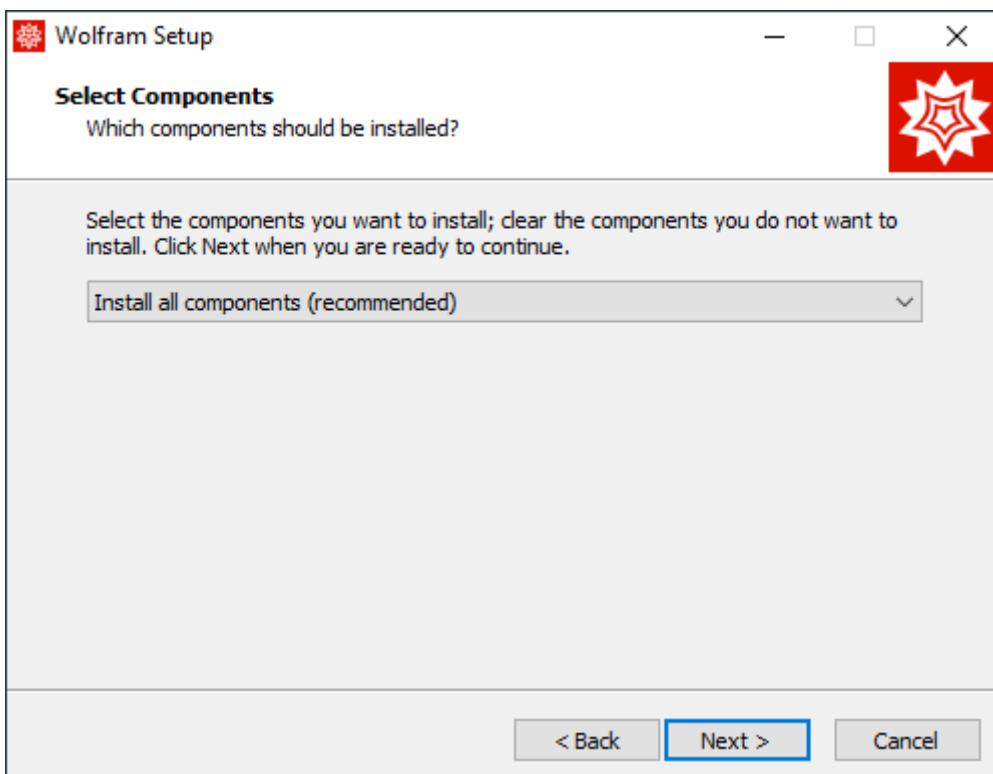 Wolfram Setup
Select Components
Which components should be installed?
Select the components you want to install; clear the components you do not want to
install. Click Next when you are ready to continue.
Install all components (recommended)
< Back
Next >
Cancel